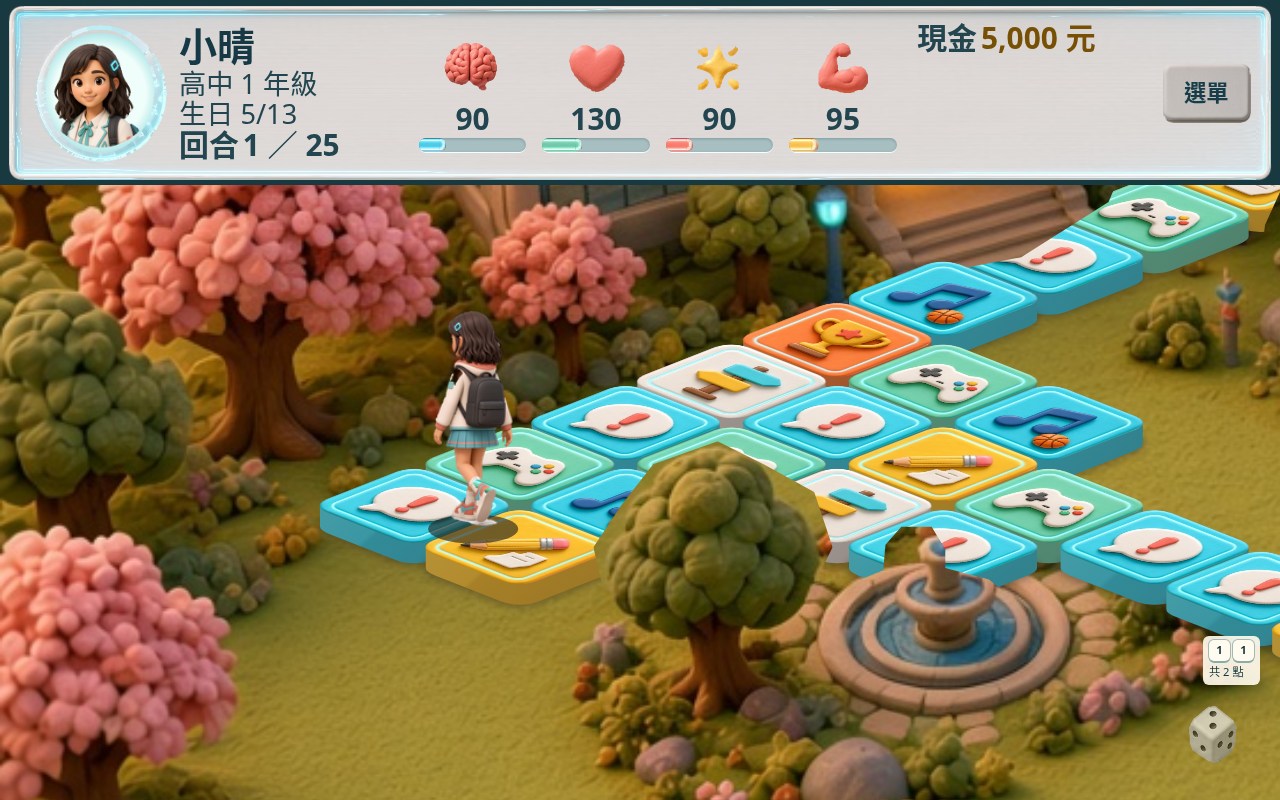 小晴
高中 1 年級
生日 5/13
回合 1 ／ 25
90
130
90
95
現金 5,000 元
選單
1 1
共 2 點